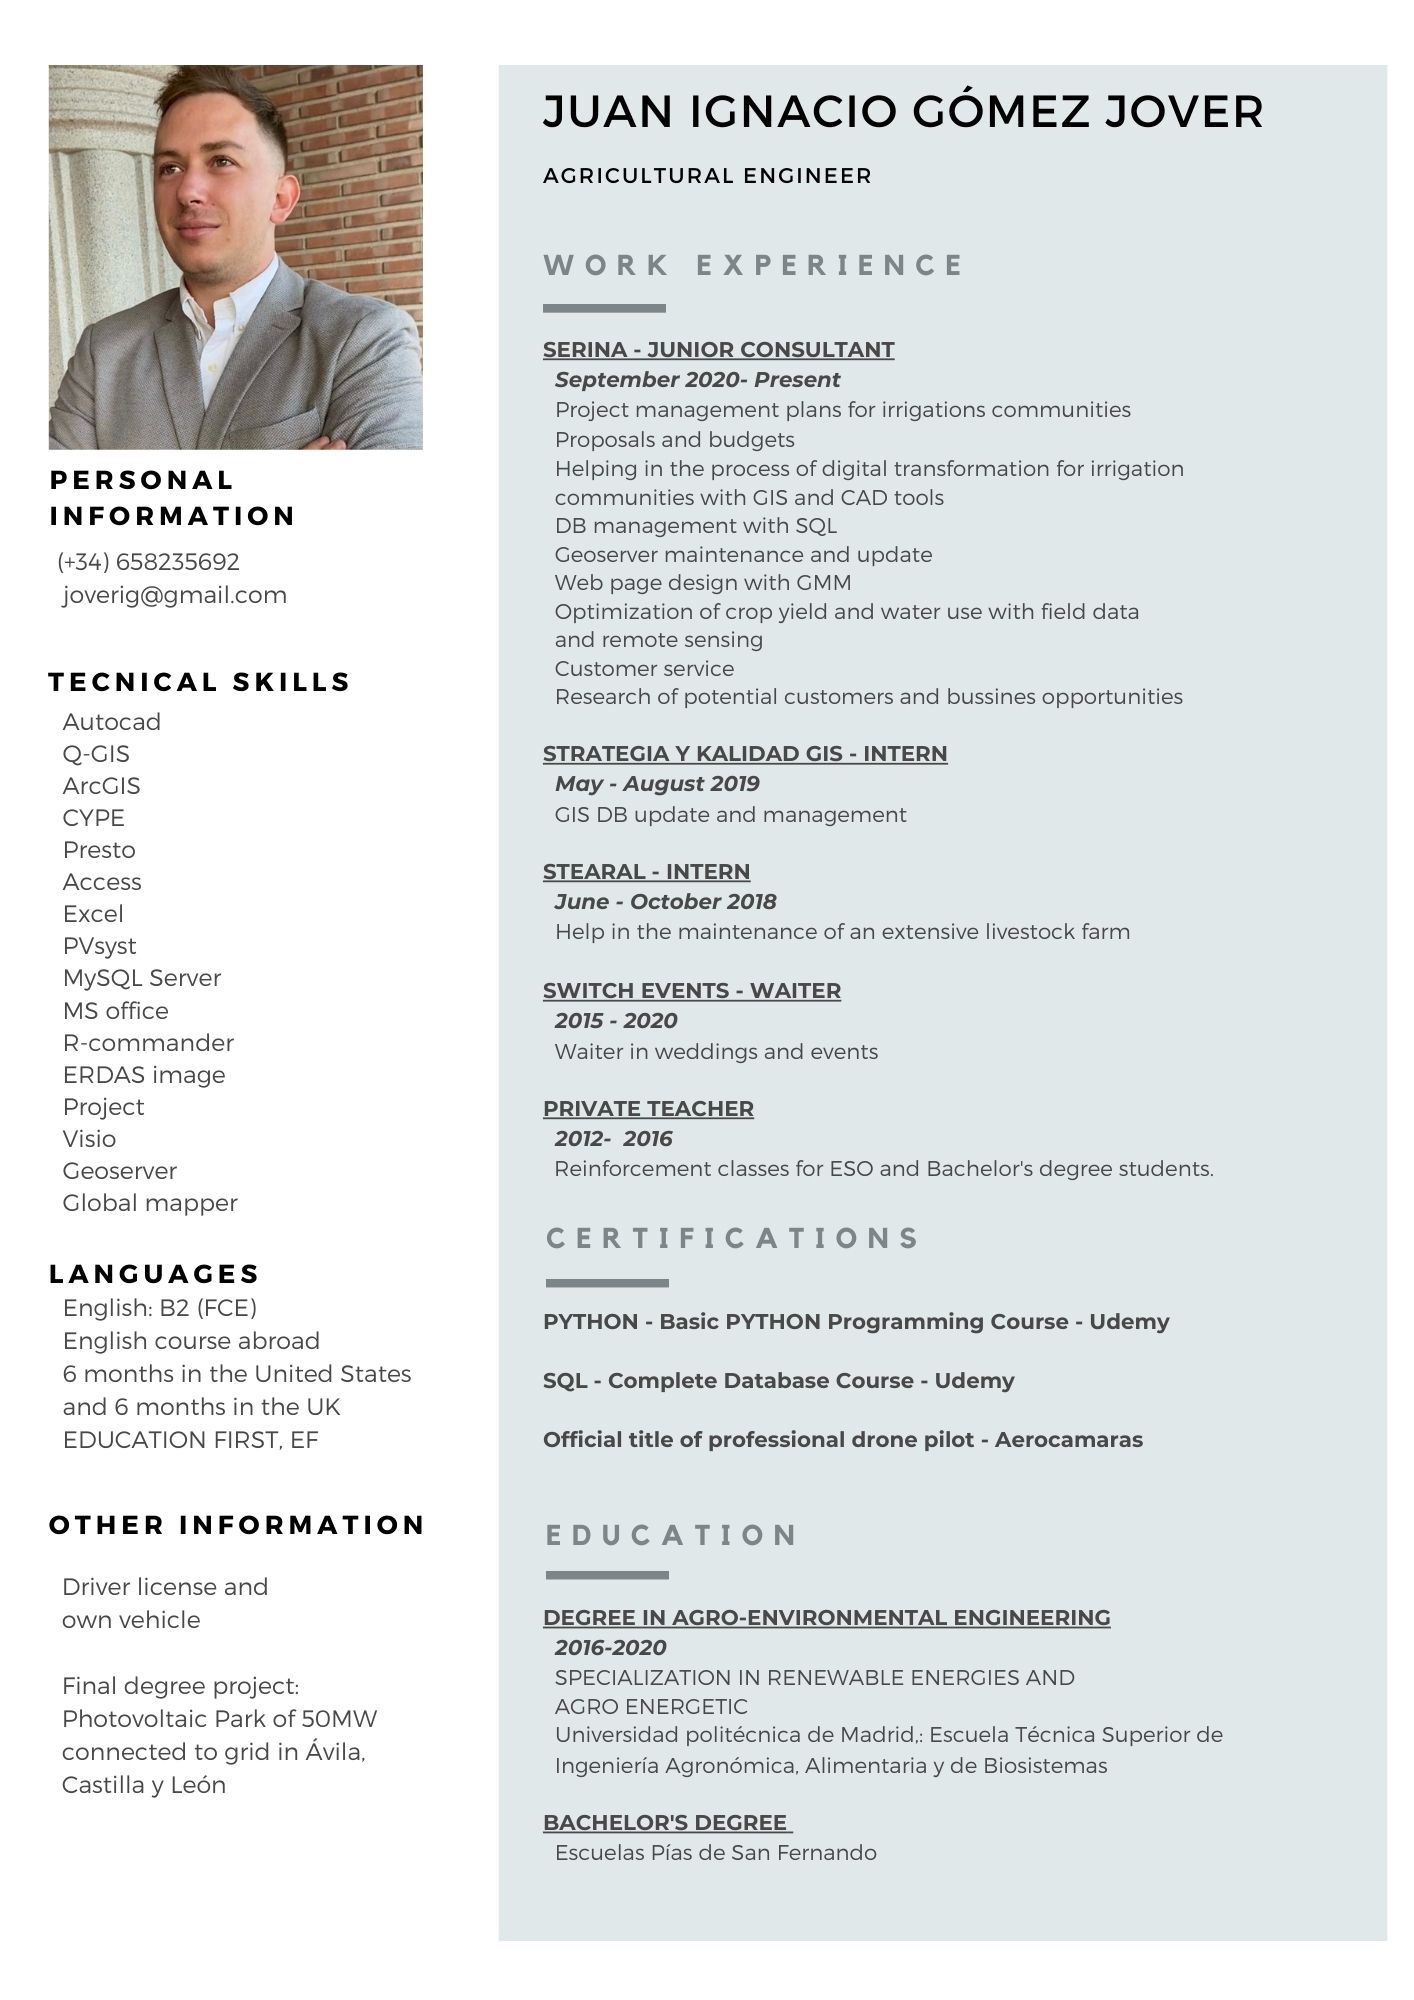 PERSONAL
INFORMATION
(+34) 658235692
joverig@gmail.com
TECNICAL SKILLS
Autocad
Q-GIS
ArcGIS
CYPE
Presto
Access
Excel
PVsyst
MySQL Server
MS office
R-commander
ERDAS image
Project
Visio
Geoserver
Global mapper
LANGUAGES
English: B2 (FCE)
English course abroad
6 months in the United States
and 6 months in the UK
EDUCATION FIRST, EF
OTHER INFORMATION
Driver license and
own vehicle
Final degree project:
Photovoltaic Park of 50MW
connected to grid in Ávila,
Castilla y León
JUAN IGNACIO GÓMEZ JOVER
AGRICULTURAL ENGINEER
WORK EXPERIENCE
SERINA - JUNIOR CONSULTANT
September 2020- Present
Project management plans for irrigations communities
Proposals and budgets
Helping in the process of digital transformation for irrigation
communities with GIS and CAD tools
DB management with SQL
Geoserver maintenance and update
Web page design with GMM
Optimization of crop yield and water use with field data
and remote sensing
Customer service
Research of potential customers and bussines opportunities
STRATEGIA Y KALIDAD GIS - INTERN
May - August 2019
GIS DB update and management
STEARAL - INTERN
June - October 2018
Help in the maintenance of an extensive livestock farm
SWITCH EVENTS - WAITER
2015 - 2020
Waiter in weddings and events
PRIVATE TEACHER
2012-  2016
Reinforcement classes for ESO and Bachelor's degree students.
CERTIFICATIONS
PYTHON - Basic PYTHON Programming Course - Udemy
SQL - Complete Database Course - Udemy
Official title of professional drone pilot - Aerocamaras
EDUCATION
DEGREE IN AGRO-ENVIRONMENTAL ENGINEERING
2016-2020
SPECIALIZATION IN RENEWABLE ENERGIES AND
AGRO ENERGETIC
Universidad politécnica de Madrid,: Escuela Técnica Superior de
Ingeniería Agronómica, Alimentaria y de Biosistemas
BACHELOR'S DEGREE
Escuelas Pías de San Fernando